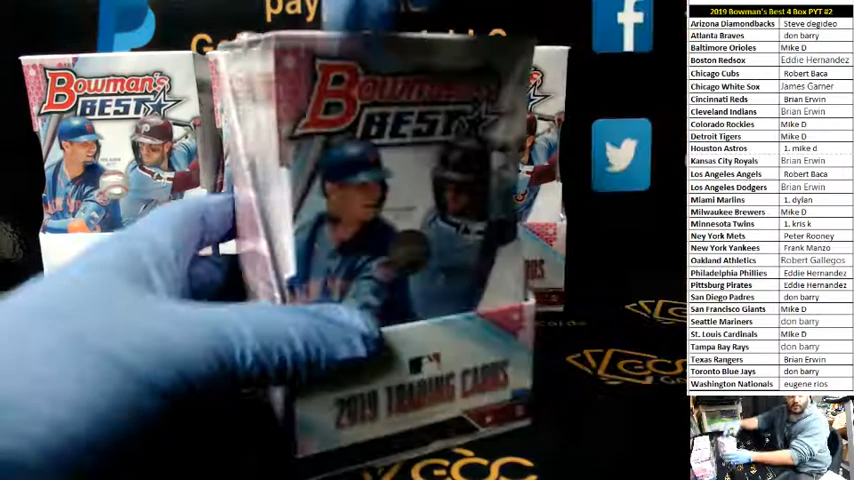 pay
Go
BOWMAN'S
BEST
BOWMAN'S
BEST
2019 TRADING CARDS
GCC
2019 Bowman's Best 4 Box PYT #2
Arizona Diamondbacks Steve degideo
Atlanta Braves don barry
Baltimore Orioles Mike D
Boston Redsox Eddie Hernandez
Chicago Cubs Robert Baca
Chicago White Sox James Garner
Cincinnati Reds Brian Erwin
Cleveland Indians Brian Erwin
Colorado Rockies Mike D
Detroit Tigers Mike D
Houston Astros 1. mike d
Kansas City Royals Brian Erwin
Los Angeles Angels Robert Baca
Los Angeles Dodgers Brian Erwin
Miami Marlins 1. dylan
Milwaukee Brewers Mike D
Minnesota Twins 1. kris k
Ney York Mets Peter Rooney
New York Yankees Frank Manzo
Oakland Athletics Robert Gallegos
Philadelphia Phillies Eddie Hernandez
Pittsburg Pirates Eddie Hernandez
San Diego Padres don barry
San Francisco Giants Mike D
Seattle Mariners don barry
St. Louis Cardinals Mike D
Tampa Bay Rays don barry
Texas Rangers Brian Erwin
Toronto Blue Jays don barry
Washington Nationals eugene rios